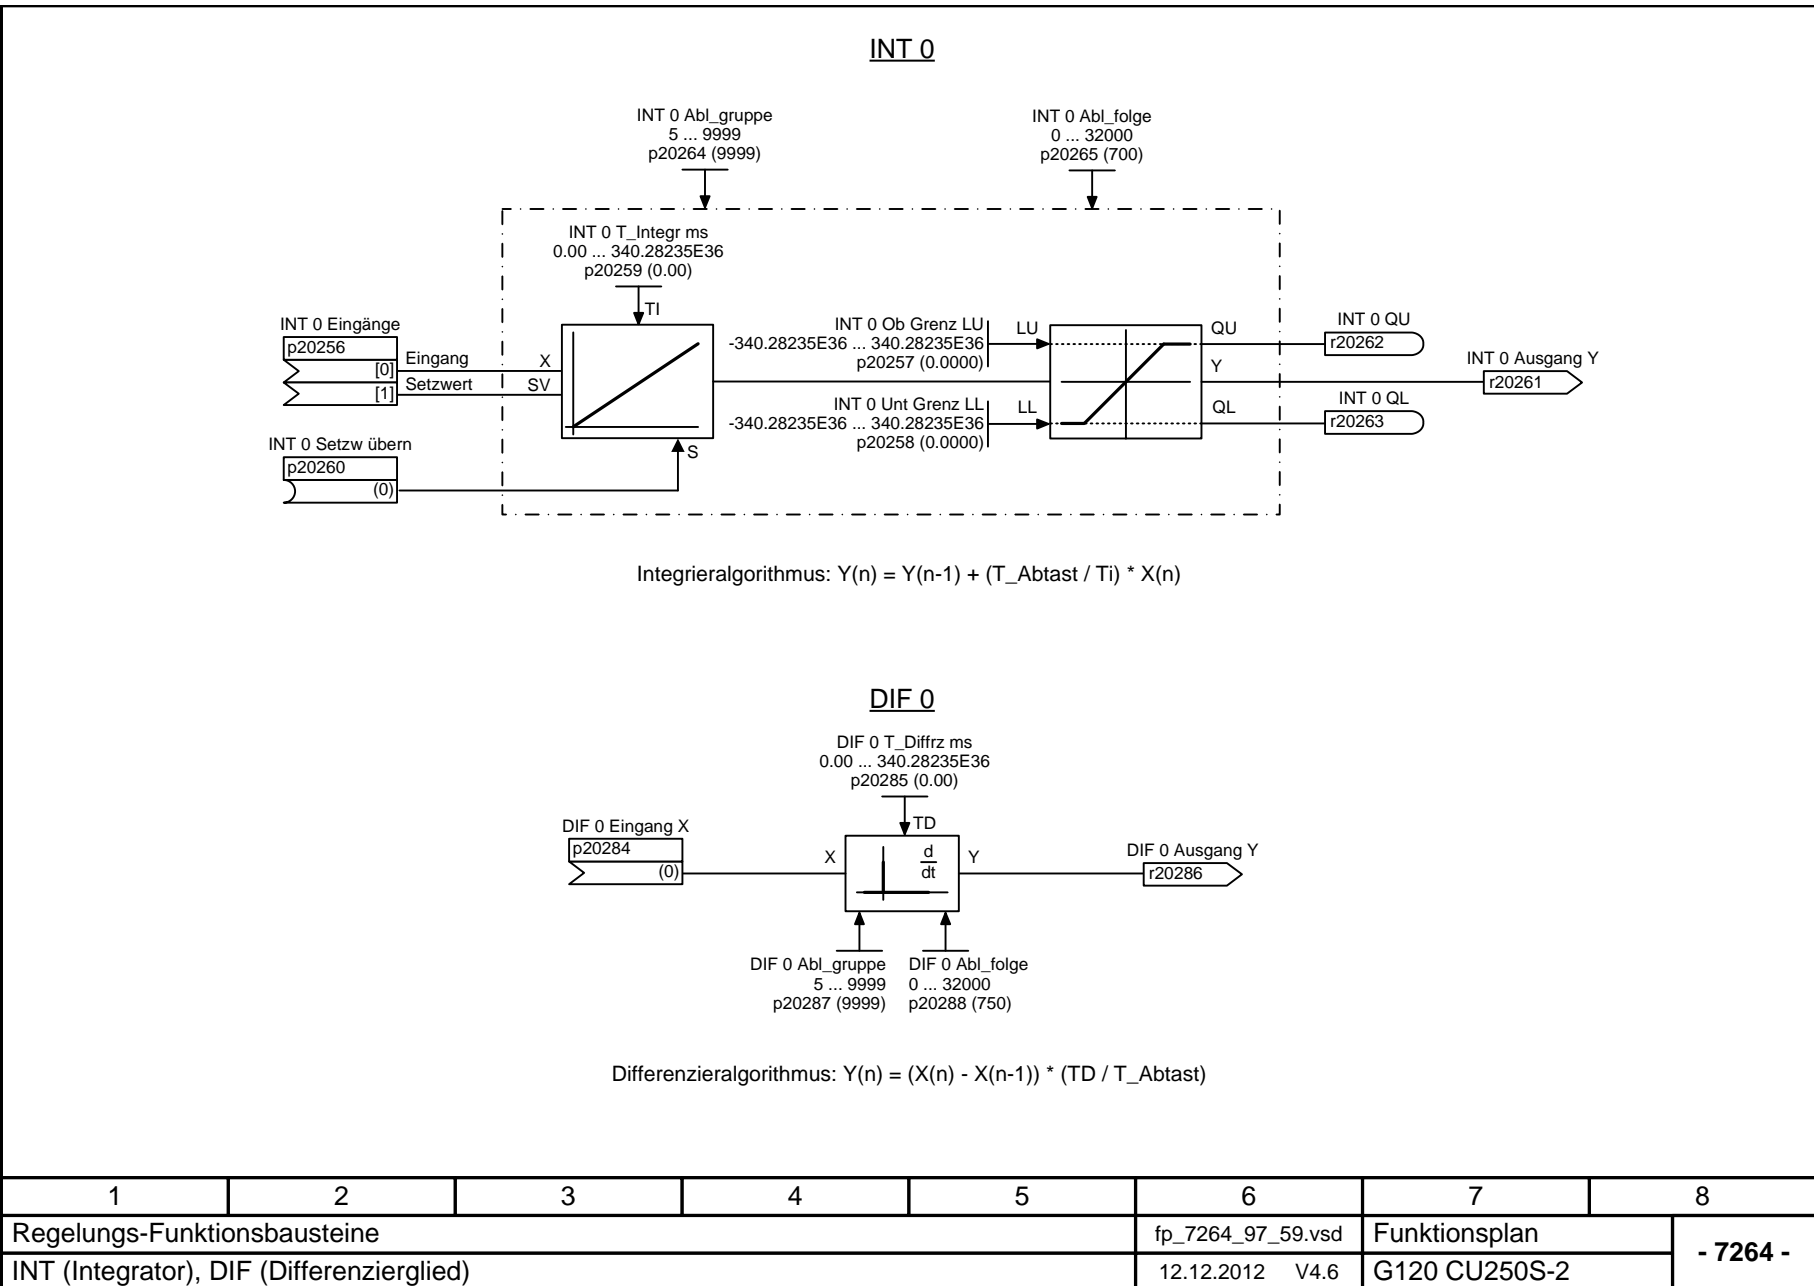 INT 0
INT 0 Abl_gruppe
5 ... 9999
p20264 (9999)
INT 0 Abl_folge
0 ... 32000
p20265 (700)
INT 0 T_Integr ms
0.00 ... 340.28235E36
p20259 (0.00)
TI
INT 0 Eingänge
p20256
[0]
[1]
Eingang
X
Setzwert
SV
INT 0 Setzw übern
p20260
(0)
S
INT 0 Ob Grenz LU
-340.28235E36 ... 340.28235E36
p20257 (0.0000)
LU
INT 0 Unt Grenz LL
-340.28235E36 ... 340.28235E36
p20258 (0.0000)
LL
QU
Y
QL
INT 0 QU
r20262
INT 0 Ausgang Y
r20261
INT 0 QL
r20263
Integrieralgorithmus: Y(n) = Y(n-1) + (T_Abtast / Ti) * X(n)
DIF 0
DIF 0 T_Diffrz ms
0.00 ... 340.28235E36
p20285 (0.00)
TD
DIF 0 Eingang X
p20284
(0)
X
d
dt
Y
DIF 0 Ausgang Y
r20286
DIF 0 Abl_gruppe
5 ... 9999
p20287 (9999)
DIF 0 Abl_folge
0 ... 32000
p20288 (750)
Differenzieralgorithmus: Y(n) = (X(n) - X(n-1)) * (TD / T_Abtast)
1 2 3 4 5 6 7 8
Regelungs-Funktionsbausteine fp_7264_97_59.vsd Funktionsplan
- 7264 -
INT (Integrator), DIF (Differenzierglied) 12.12.2012 V4.6 G120 CU250S-2